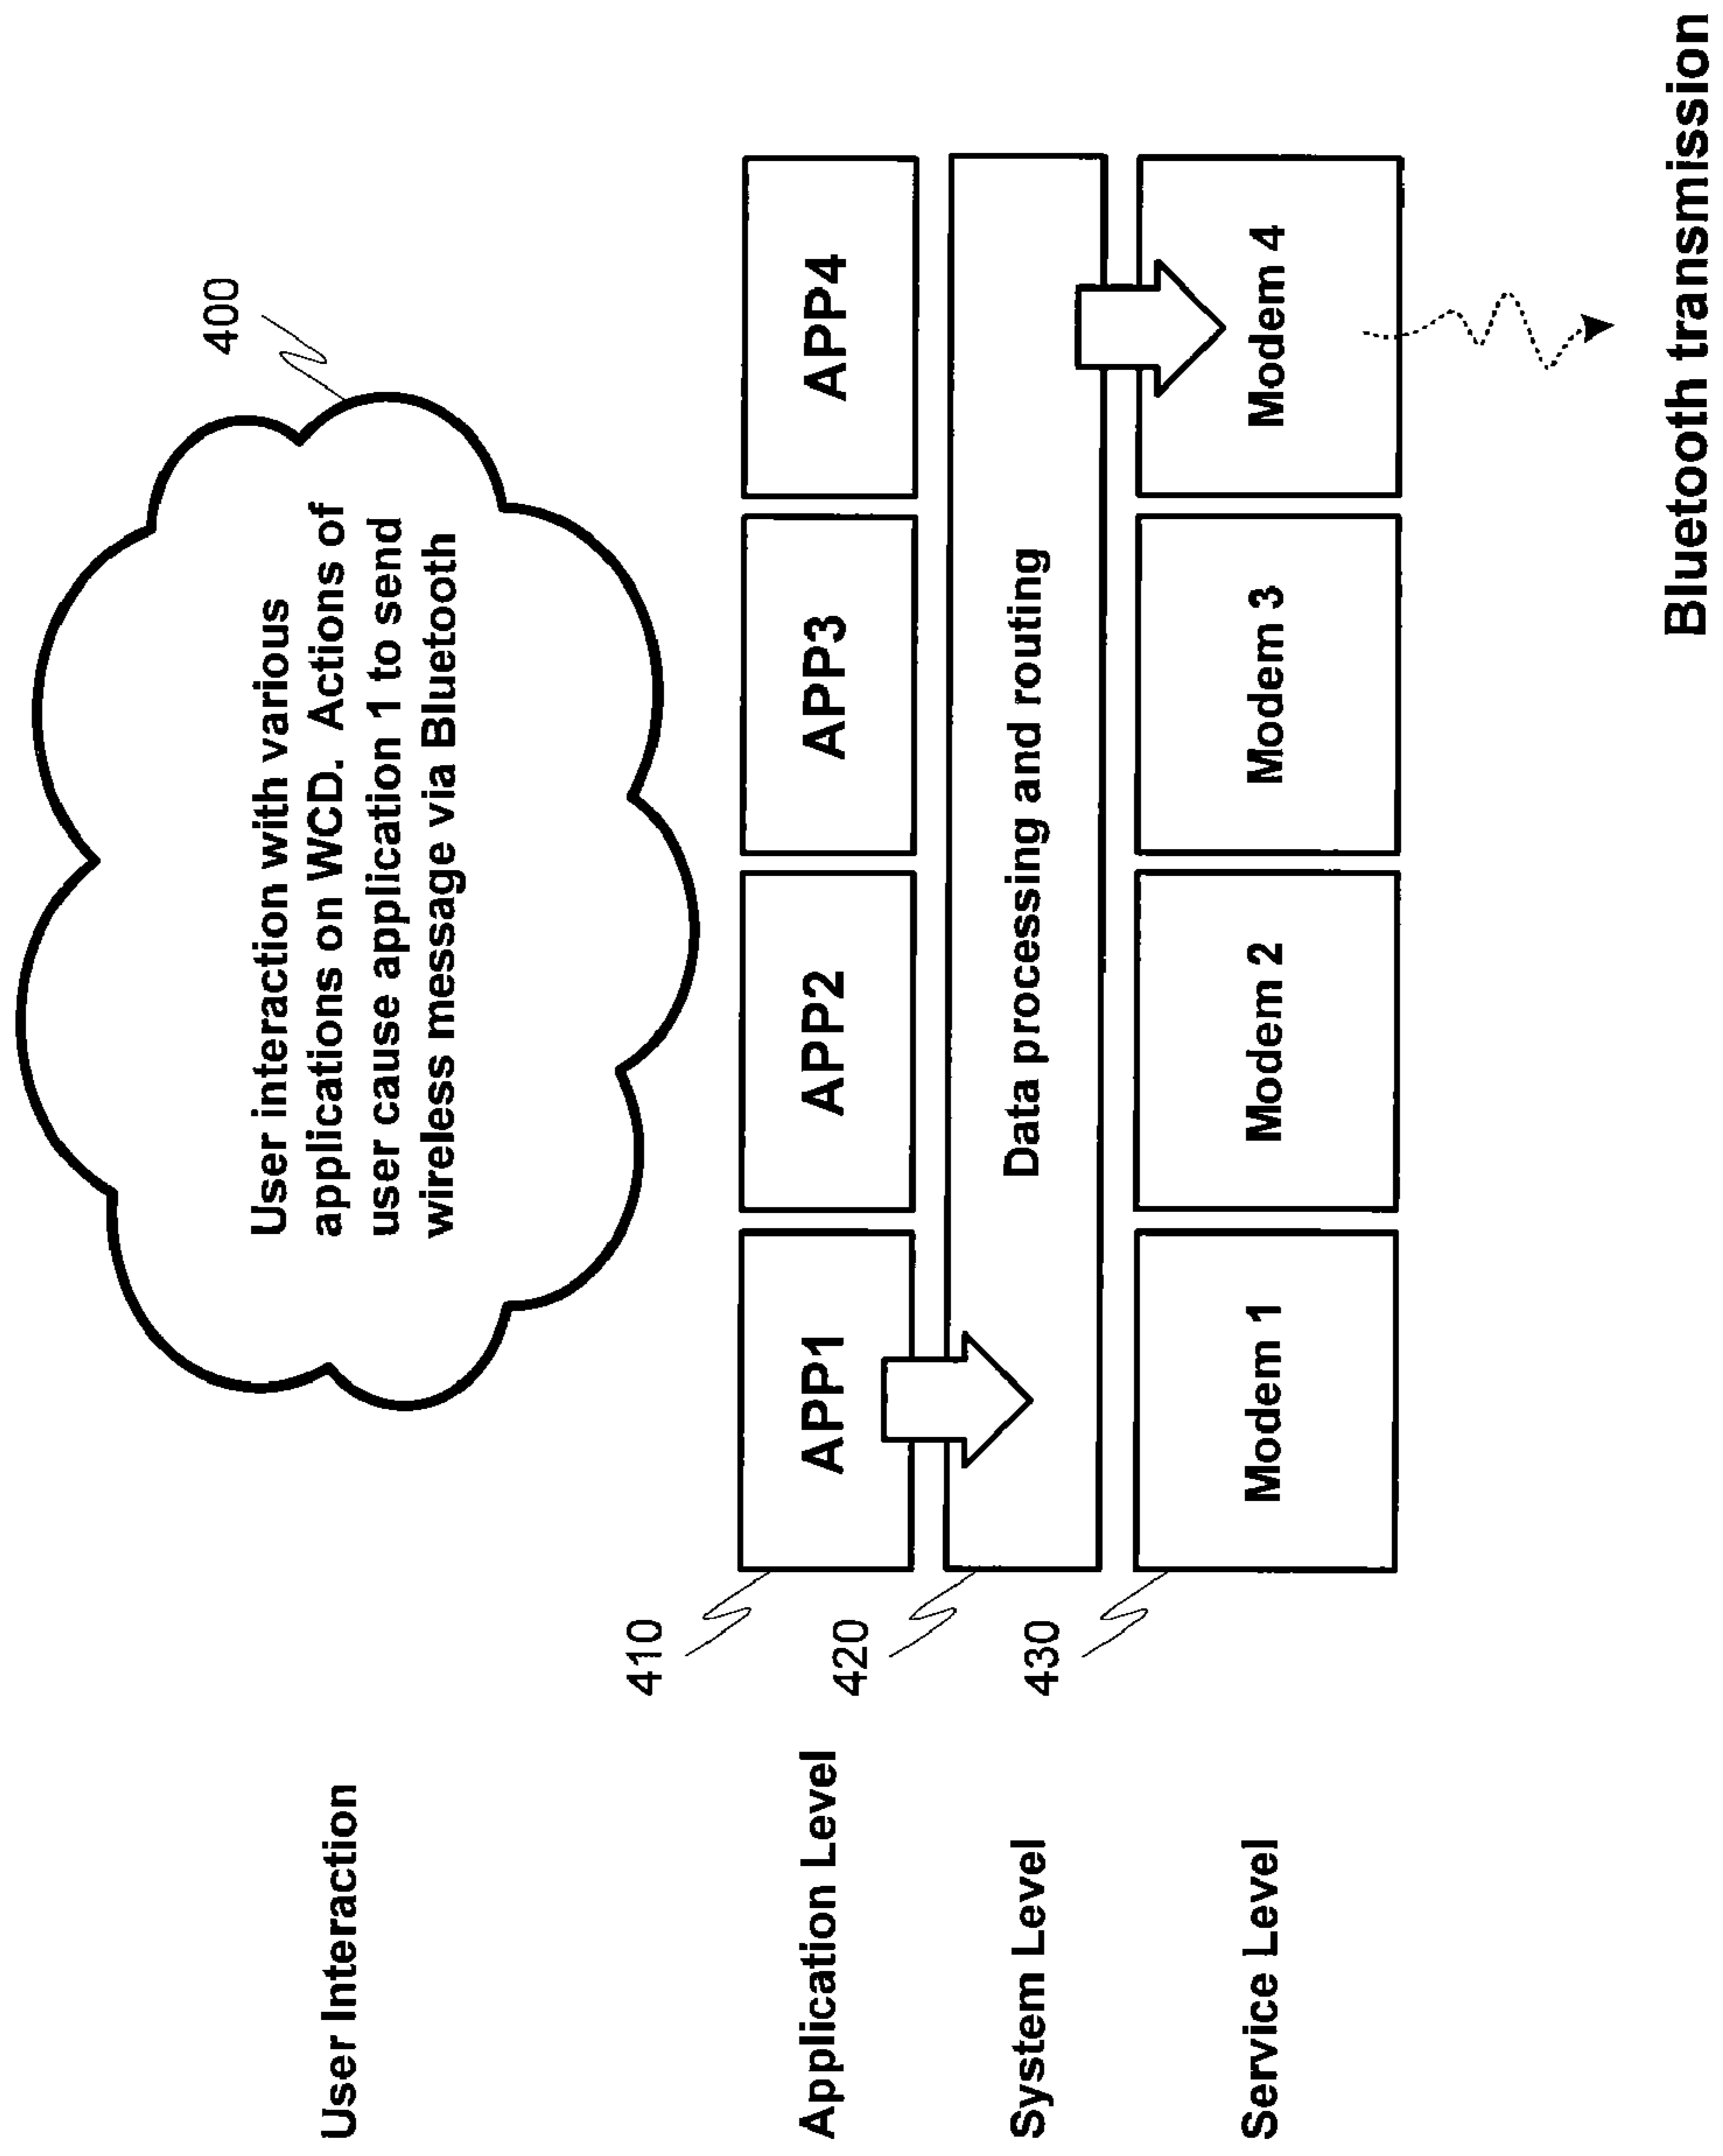 User Interaction
400
User interaction with various
applications on WCD.  Actions of
user cause application 1 to send
wireless message via Bluetooth
410
Application Level
APP1
APP2
APP3
APP4
420
System Level
Data processing and routing
430
Service Level
Modem 1
Modem 2
Modem 3
Modem 4
Bluetooth transmission